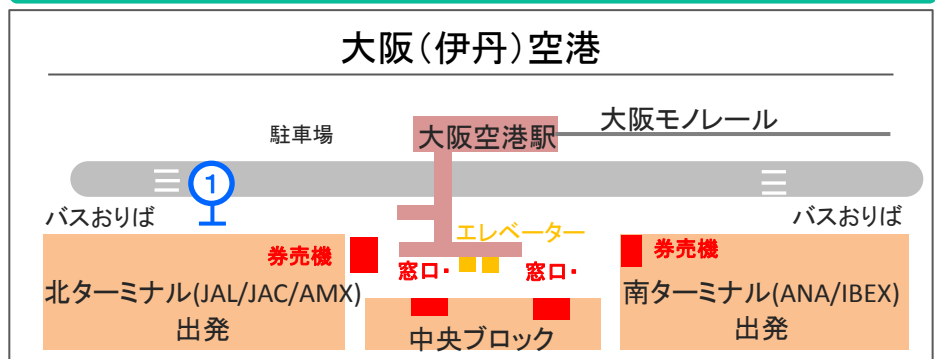 大阪(伊丹)空港
大阪モノレール
駐車場
大阪空港駅
1
バスおりば
バスおりば
エレベーター
券売機
券売機
窓口・
窓口・
北ターミナル(JAL/JAC/AMX)
出発
南ターミナル(ANA/IBEX)
出発
中央ブロック